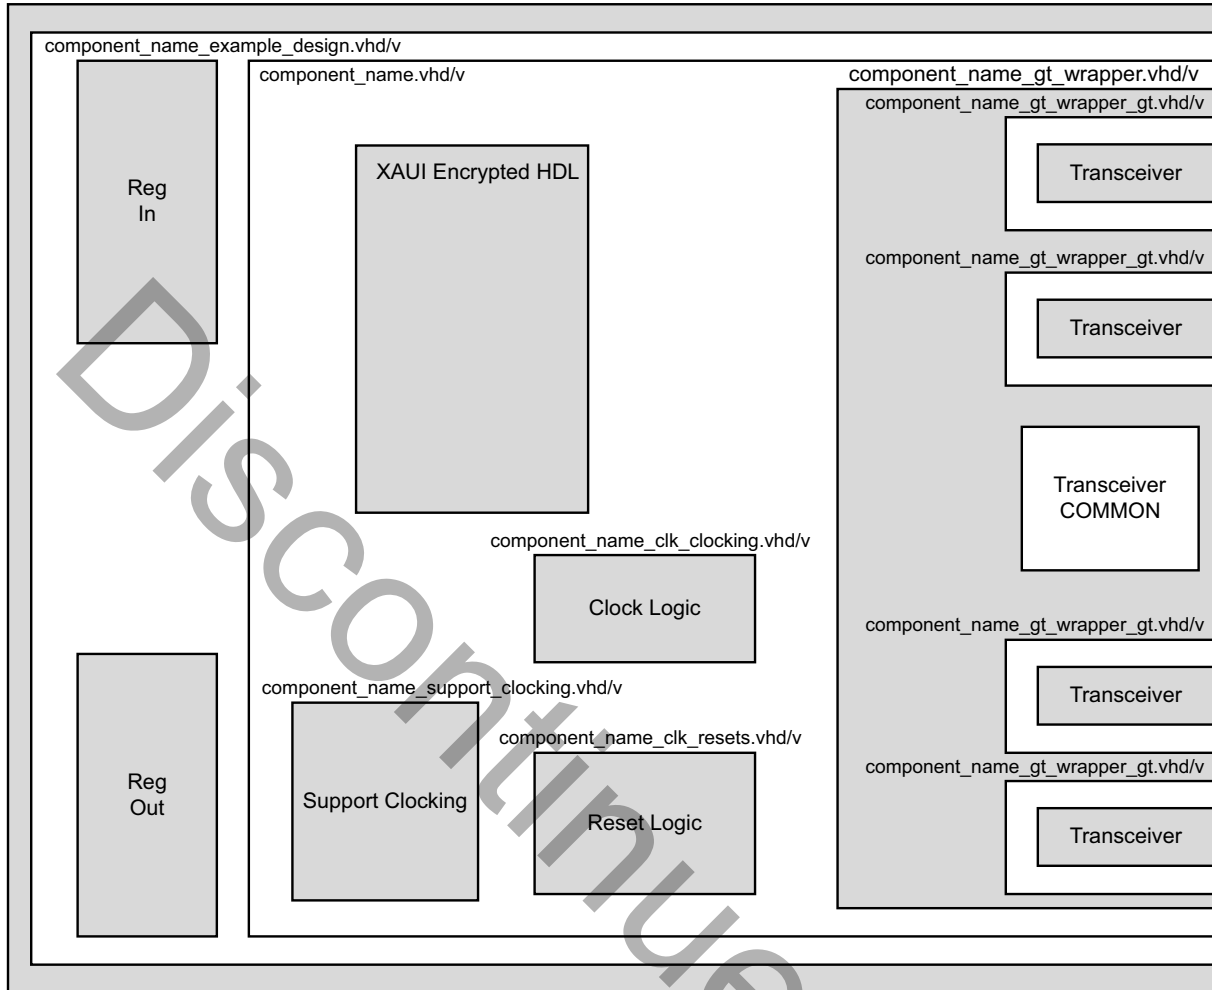 component_name_example_design.vhd/v
component_name.vhd/v
component_name_gt_wrapper.vhd/v
component_name_gt_wrapper_gt.vhd/v
Reg
In
XAUI Encrypted HDL
Transceiver
component_name_gt_wrapper_gt.vhd/v
Transceiver
Transceiver
COMMON
component_name_clk_clocking.vhd/v
Clock Logic
component_name_gt_wrapper_gt.vhd/v
Transceiver
component_name_support_clocking.vhd/v
component_name_clk_resets.vhd/v
component_name_gt_wrapper_gt.vhd/v
Reg
Out
Support Clocking
Reset Logic
Transceiver
Discontinue